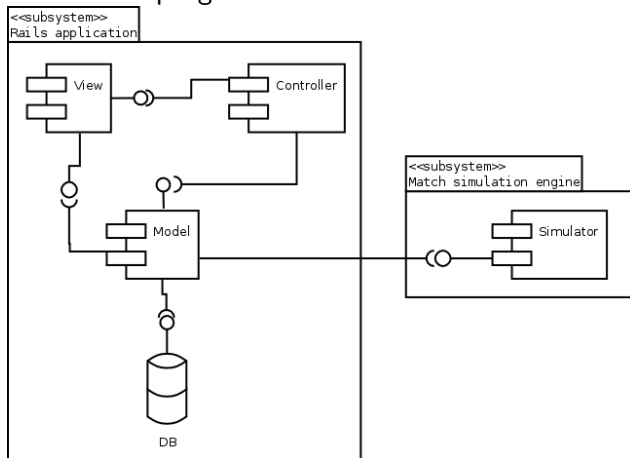 <<subsystem>>
Rails application
View
Controller
<<subsystem>>
Match simulation engine
Model
Simulator
DB